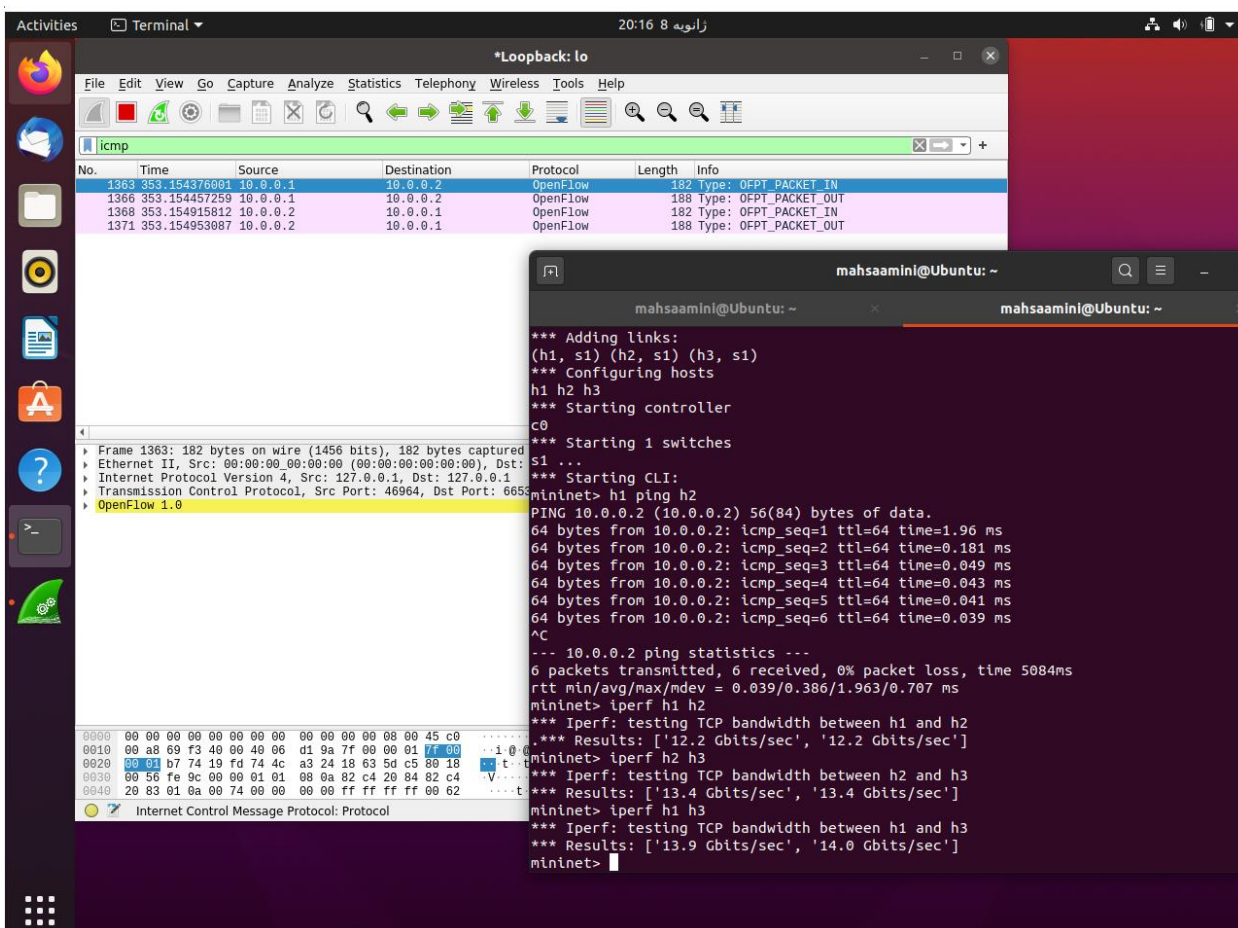 Activities Terminal 20:16 8 ژانویه
*Loopback: lo
File Edit View Go Capture Analyze Statistics Telephony Wireless Tools Help
icmp
No. Time Source Destination Protocol Length Info
1363 353.154376001 10.0.0.1 10.0.0.2 OpenFlow 182 Type: OFPT_PACKET_IN
1366 353.154457259 10.0.0.1 10.0.0.2 OpenFlow 188 Type: OFPT_PACKET_OUT
1368 353.154915812 10.0.0.2 10.0.0.1 OpenFlow 182 Type: OFPT_PACKET_IN
1371 353.154953087 10.0.0.2 10.0.0.1 OpenFlow 188 Type: OFPT_PACKET_OUT
Frame 1363: 182 bytes on wire (1456 bits), 182 bytes captured
Ethernet II, Src: 00:00:00_00:00:00 (00:00:00:00:00:00), Dst:
Internet Protocol Version 4, Src: 127.0.0.1, Dst: 127.0.0.1
Transmission Control Protocol, Src Port: 46964, Dst Port: 6653
OpenFlow 1.0
0000 00 00 00 00 00 00 00 00 00 00 00 00 08 00 45 c0 ·······
0010 00 a8 69 f3 40 00 40 06 d1 9a 7f 00 00 01 7f 00 ··i·@·@
0020 00 01 b7 74 19 fd 74 4c a3 24 18 63 5d c5 80 18 ···t··t
0030 00 56 fe 9c 00 00 01 01 08 0a 82 c4 20 84 82 c4 ·V·····
0040 20 83 01 0a 00 74 00 00 00 00 ff ff ff ff 00 62 ····t·
Internet Control Message Protocol: Protocol
mahsaamini@Ubuntu: ~
mahsaamini@Ubuntu: ~ mahsaamini@Ubuntu: ~
*** Adding links:
(h1, s1) (h2, s1) (h3, s1)
*** Configuring hosts
h1 h2 h3
*** Starting controller
c0
*** Starting 1 switches
s1 ...
*** Starting CLI:
mininet> h1 ping h2
PING 10.0.0.2 (10.0.0.2) 56(84) bytes of data.
64 bytes from 10.0.0.2: icmp_seq=1 ttl=64 time=1.96 ms
64 bytes from 10.0.0.2: icmp_seq=2 ttl=64 time=0.181 ms
64 bytes from 10.0.0.2: icmp_seq=3 ttl=64 time=0.049 ms
64 bytes from 10.0.0.2: icmp_seq=4 ttl=64 time=0.043 ms
64 bytes from 10.0.0.2: icmp_seq=5 ttl=64 time=0.041 ms
64 bytes from 10.0.0.2: icmp_seq=6 ttl=64 time=0.039 ms
^C
--- 10.0.0.2 ping statistics ---
6 packets transmitted, 6 received, 0% packet loss, time 5084ms
rtt min/avg/max/mdev = 0.039/0.386/1.963/0.707 ms
mininet> iperf h1 h2
*** Iperf: testing TCP bandwidth between h1 and h2
.*** Results: ['12.2 Gbits/sec', '12.2 Gbits/sec']
mininet> iperf h2 h3
*** Iperf: testing TCP bandwidth between h2 and h3
*** Results: ['13.4 Gbits/sec', '13.4 Gbits/sec']
mininet> iperf h1 h3
*** Iperf: testing TCP bandwidth between h1 and h3
*** Results: ['13.9 Gbits/sec', '14.0 Gbits/sec']
mininet>